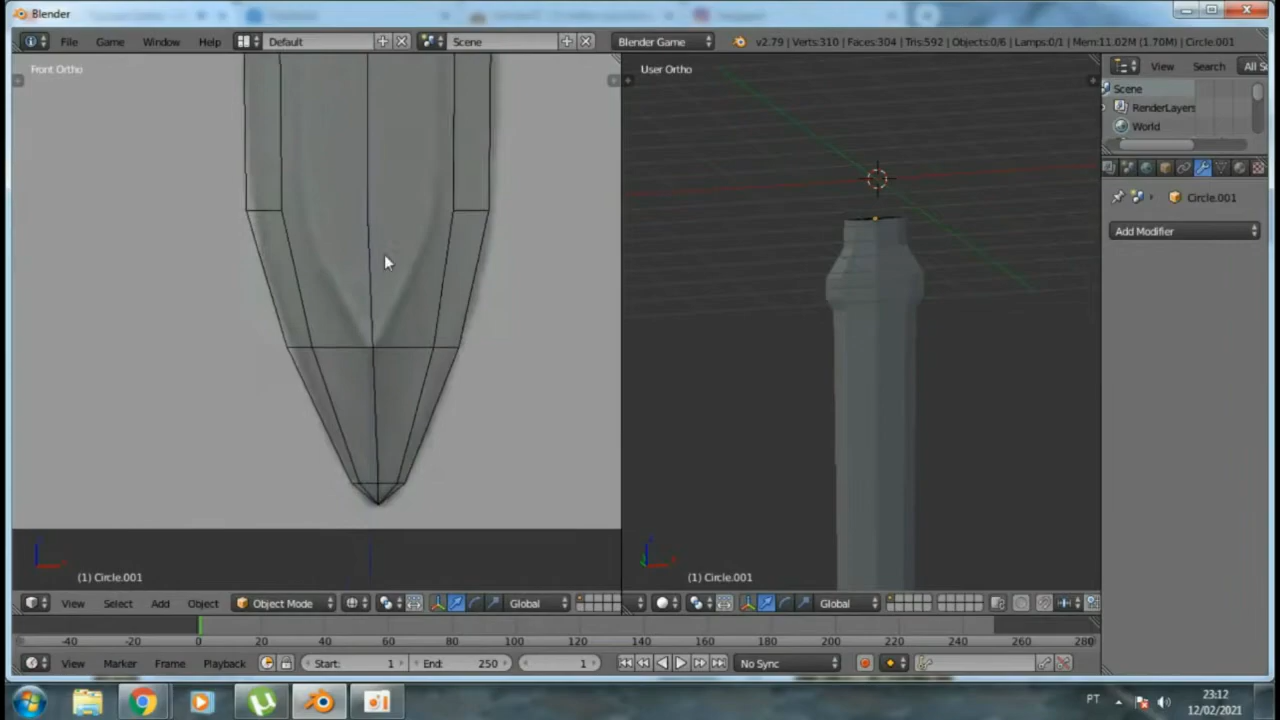 Blender
File Game Window Help Default Scene Blender Game v2.79 | Verts:310 | Faces:304 | Tris:592 | Objects:0/6 | Lamps:0/1 | Mem:11.02M (1.70M) | Circle.001
Front Ortho
User Ortho
View Search All S
Scene
RenderLayers
World
Circle.001
Add Modifier
(1) Circle.001
(1) Circle.001
View Select Add Object Object Mode Global
Global
-40 -20 0 20 40 60 80 100 120 140 160 180 200 220 240 260 280
View Marker Frame Playback Start: 1 End: 250 1 No Sync
PT
23:12
12/02/2021